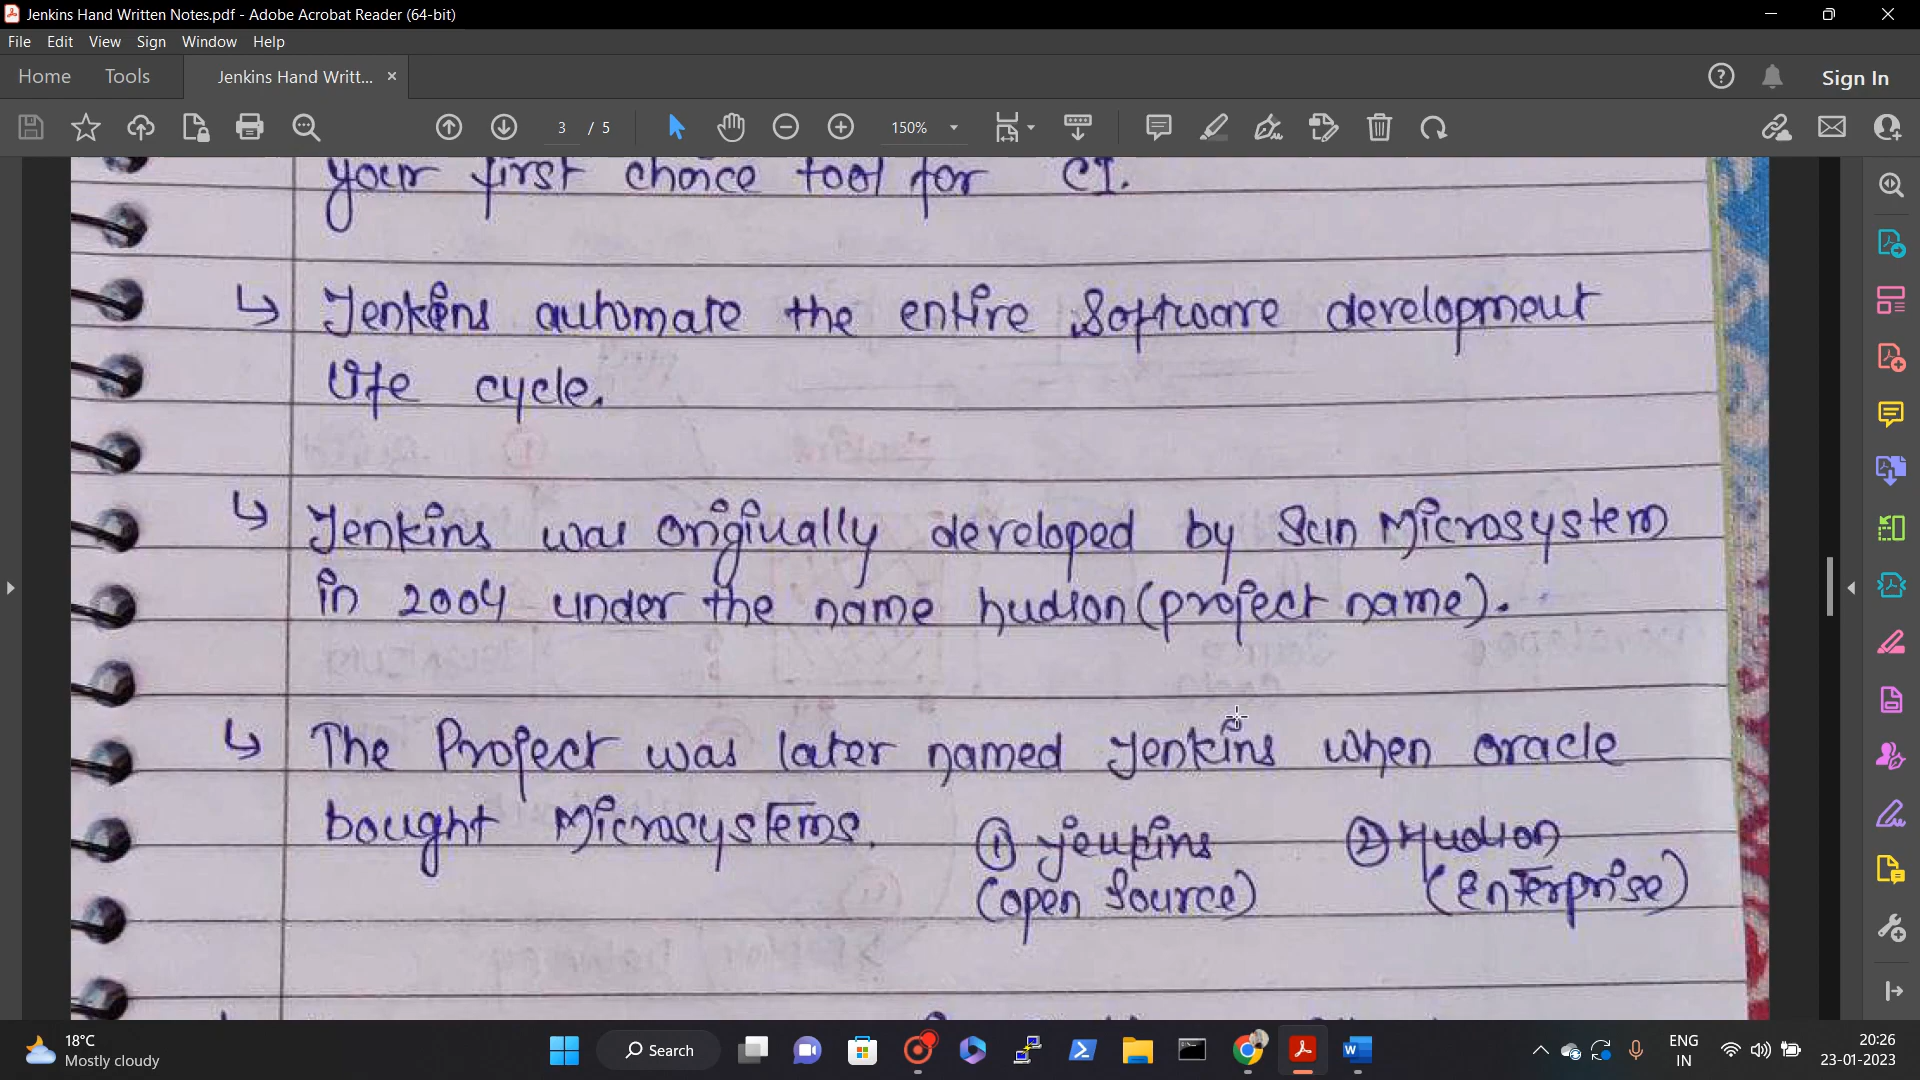 Jenkins Hand Written Notes.pdf - Adobe Acrobat Reader (64-bit)
File Edit View Sign Window Help
Home Tools Jenkins Hand Writt... × Sign In
3 / 5 150%
your first choice tool for CI.
↳ Jenkins automate the entire Software development
life cycle.
↳ Jenkins was originally developed by Sun Microsystem
in 2004 under the name hudson (project name).
↳ The Project was later named Jenkins when oracle
bought Microsystems. ① jenkins ② Hudson
(open Source) (Enterprise)
18°C
Mostly cloudy
Search
ENG
IN
20:26
23-01-2023